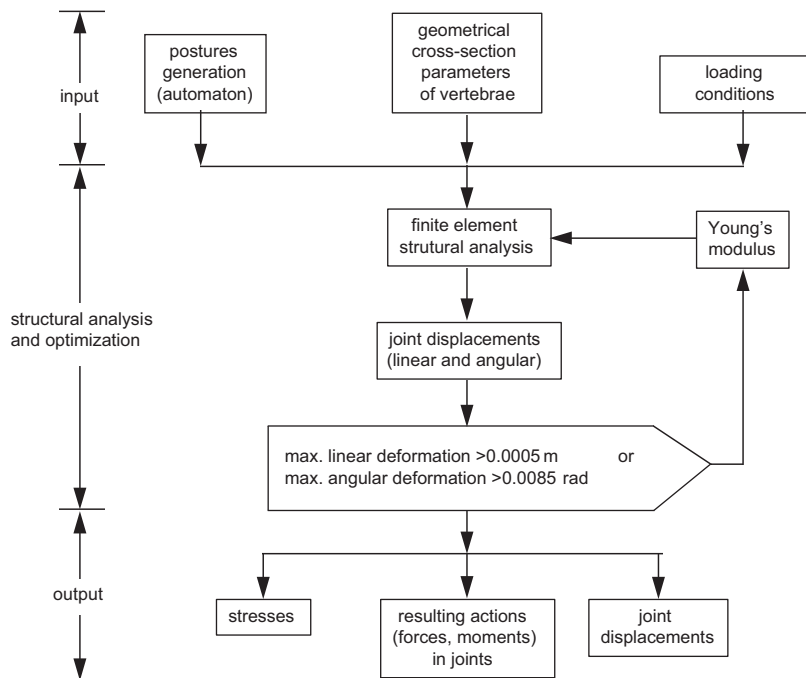 postures
generation
(automaton)
geometrical
cross-section
parameters
of vertebrae
loading
conditions
input
finite element
strutural analysis
Young's
modulus
structural analysis
and optimization
joint displacements
(linear and angular)
max. linear deformation >0.0005 m or
max. angular deformation >0.0085 rad
output
stresses
resulting actions
(forces, moments)
in joints
joint
displacements